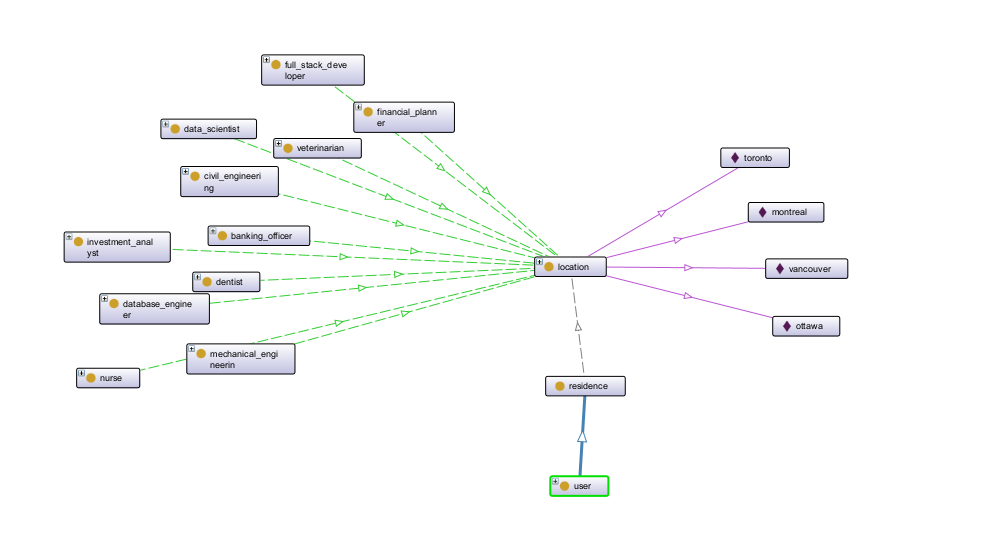 full_stack_deve
loper
financial_plann
er
data_scientist
veterinarian
civil_engineeri
ng
toronto
montreal
banking_officer
investment_anal
yst
location
vancouver
dentist
database_engine
er
ottawa
mechanical_engi
neerin
nurse
residence
user